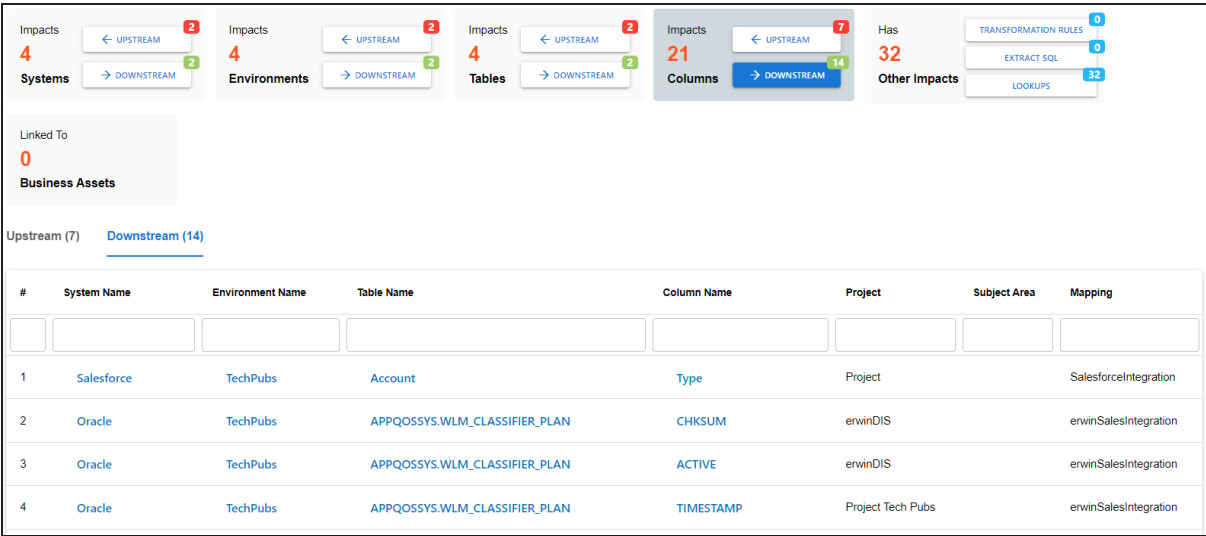 Impacts
4
Systems
← UPSTREAM
2
→ DOWNSTREAM
2
Impacts
4
Environments
← UPSTREAM
2
→ DOWNSTREAM
2
Impacts
4
Tables
← UPSTREAM
2
→ DOWNSTREAM
2
Impacts
21
Columns
← UPSTREAM
7
→ DOWNSTREAM
14
Has
32
Other Impacts
TRANSFORMATION RULES
0
EXTRACT SQL
0
LOOKUPS
32
Linked To
0
Business Assets
Upstream (7) Downstream (14)
# System Name Environment Name Table Name Column Name Project Subject Area Mapping
1 Salesforce TechPubs Account Type Project SalesforceIntegration
2 Oracle TechPubs APPQOSSYS.WLM_CLASSIFIER_PLAN CHKSUM erwinDIS erwinSalesIntegration
3 Oracle TechPubs APPQOSSYS.WLM_CLASSIFIER_PLAN ACTIVE erwinDIS erwinSalesIntegration
4 Oracle TechPubs APPQOSSYS.WLM_CLASSIFIER_PLAN TIMESTAMP Project Tech Pubs erwinSalesIntegration